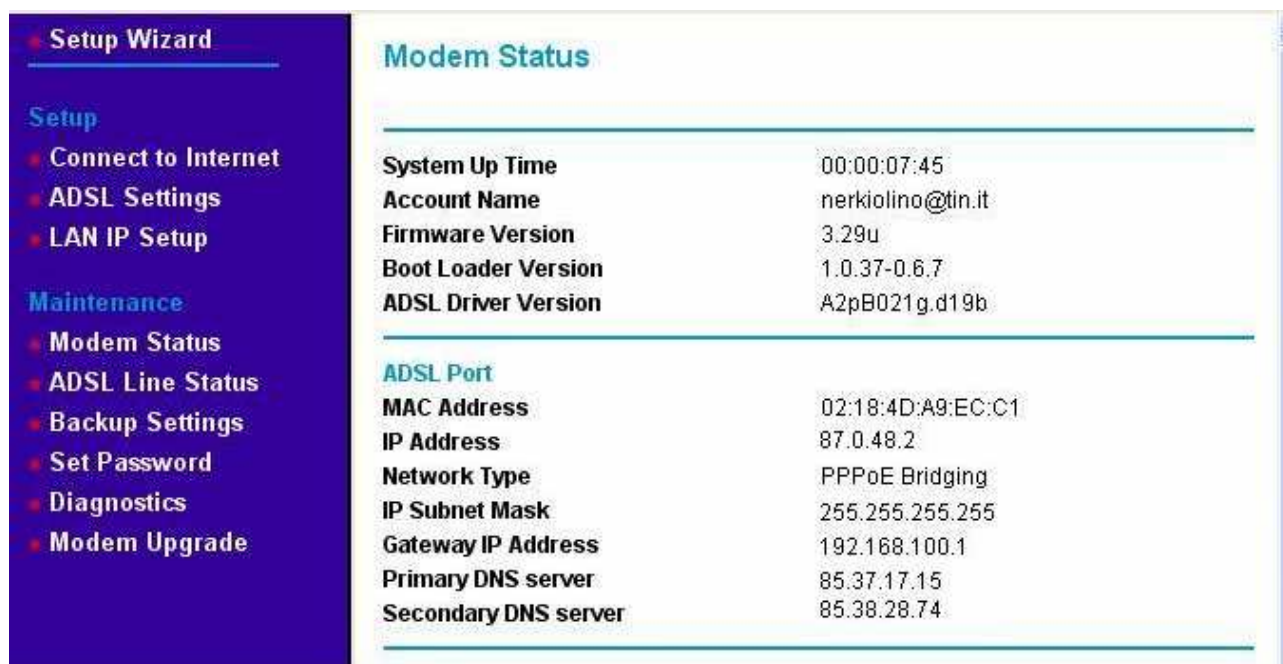 Setup Wizard
Setup
Connect to Internet
ADSL Settings
LAN IP Setup
Maintenance
Modem Status
ADSL Line Status
Backup Settings
Set Password
Diagnostics
Modem Upgrade
Modem Status
System Up Time 00:00:07:45
Account Name nerkiolino@tin.it
Firmware Version 3.29u
Boot Loader Version 1.0.37-0.6.7
ADSL Driver Version A2pB021g.d19b
ADSL Port
MAC Address 02:18:4D:A9:EC:C1
IP Address 87.0.48.2
Network Type PPPoE Bridging
IP Subnet Mask 255.255.255.255
Gateway IP Address 192.168.100.1
Primary DNS server 85.37.17.15
Secondary DNS server 85.38.28.74